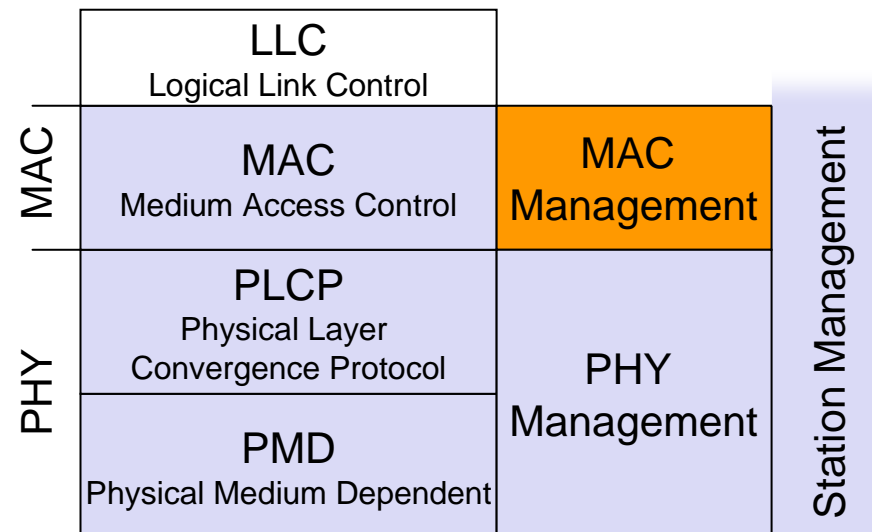 LLC
Logical Link Control
MAC
MAC
Medium Access Control
MAC
Management
PHY
PLCP
Physical Layer
Convergence Protocol
PMD
Physical Medium Dependent
PHY
Management
Station Management